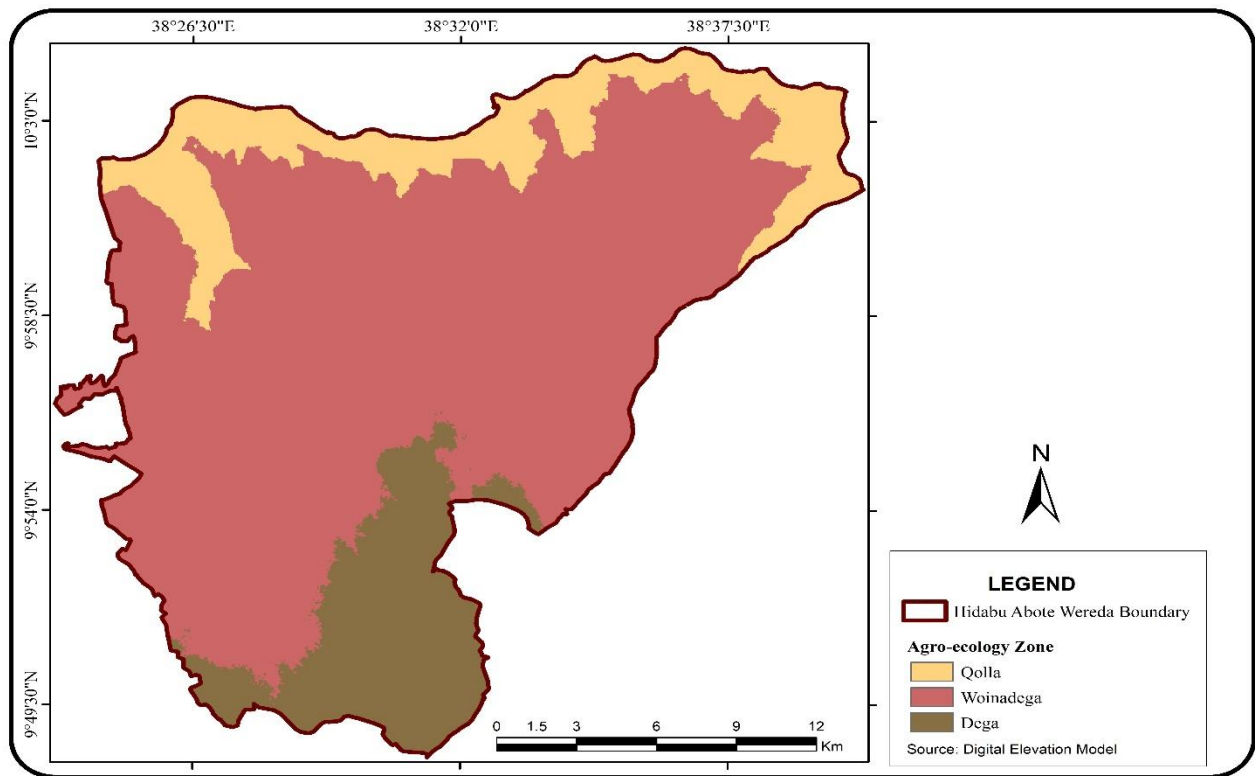 38°26'30"E
38°32'0"E
38°37'30"E
10°3'0"N
9°58'30"N
9°54'0"N
9°49'30"N
N
LEGEND
Hidabu Abote Wereda Boundary
Agro-ecology Zone
Qolla
Woinadega
Dega
Source: Digital Elevation Model
0 1.5 3 6 9 12
Km